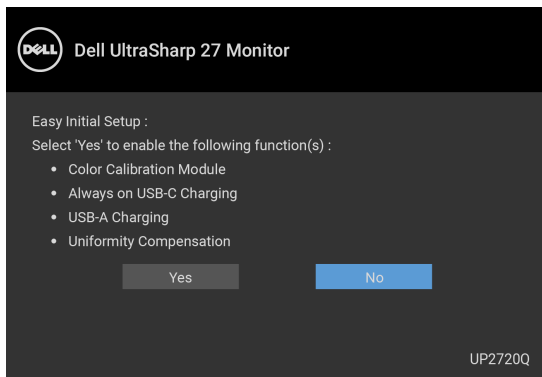 DELL
Dell UltraSharp 27 Monitor
Easy Initial Setup :
Select 'Yes' to enable the following function(s) :
• Color Calibration Module
• Always on USB-C Charging
• USB-A Charging
• Uniformity Compensation
Yes No
UP2720Q